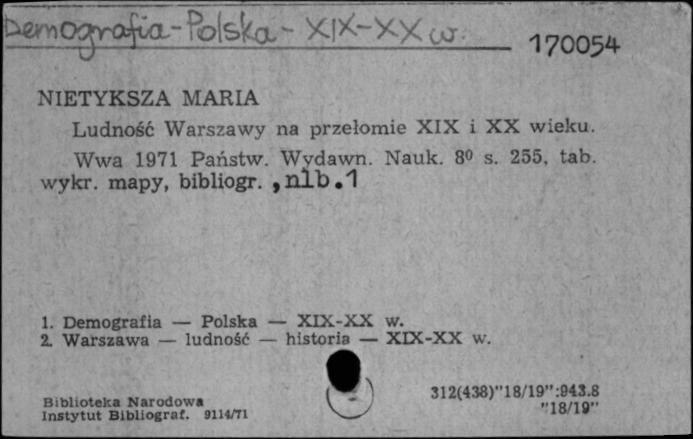 Demografia - Polska - XIX-XX w.
170054
NIETYKSZA MARIA
Ludność Warszawy na przełomie XIX i XX wieku.
Wwa 1971 Państw. Wydawn. Nauk. 8⁰ s. 255, tab.
wykr. mapy, bibliogr. , nlb.1
1. Demografia — Polska — XIX-XX w.
2. Warszawa — ludność — historia — XIX-XX w.
312(438)"18/19":943.8
"18/19"
Biblioteka Narodowa
Instytut Bibliograf. 9114/71